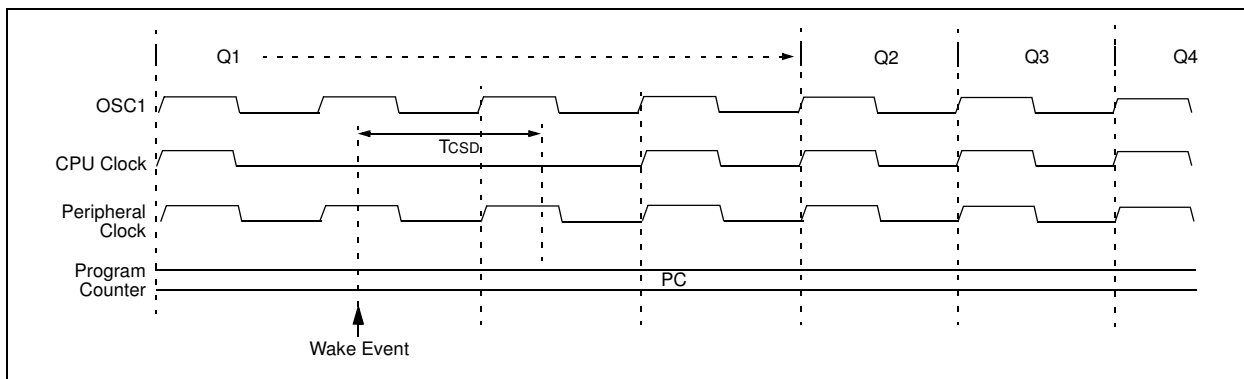 Q1
Q2
Q3
Q4
OSC1
TCSD
CPU Clock
Peripheral
Clock
Program
Counter
PC
Wake Event